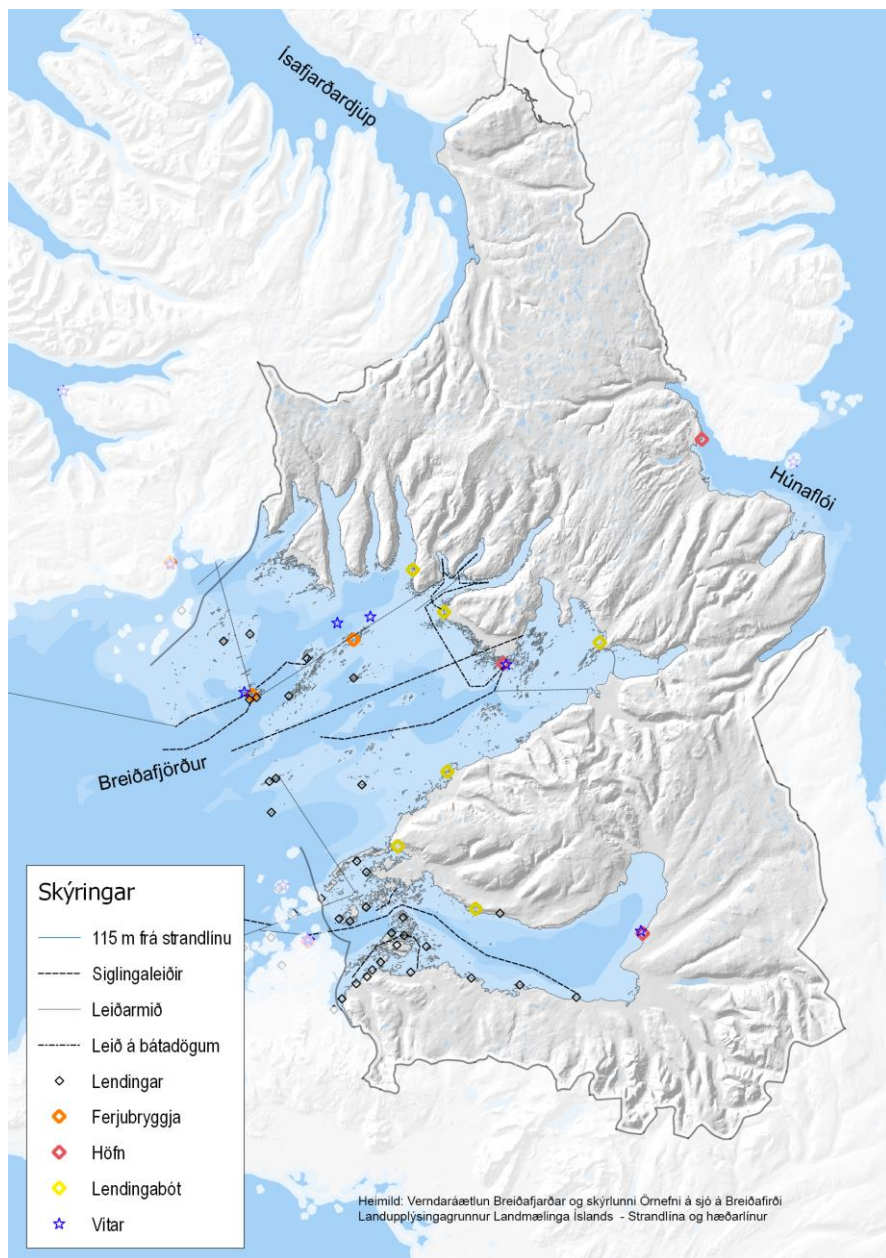 Ísafjarðardjúp
Húnaflói
Breiðafjörður
Skýringar
115 m frá strandlínu
Siglingaleiðir
Leiðarmið
Leið á bátadögum
Lendingar
Ferjubryggja
Höfn
Lendingabót
Vitar
Heimild: Verndaráætlun Breiðafjarðar og skýrlunni Örnefni á sjó á Breiðafirði
Landupplýsingagrunnur Landmælinga Íslands - Strandlína og hæðarlínur